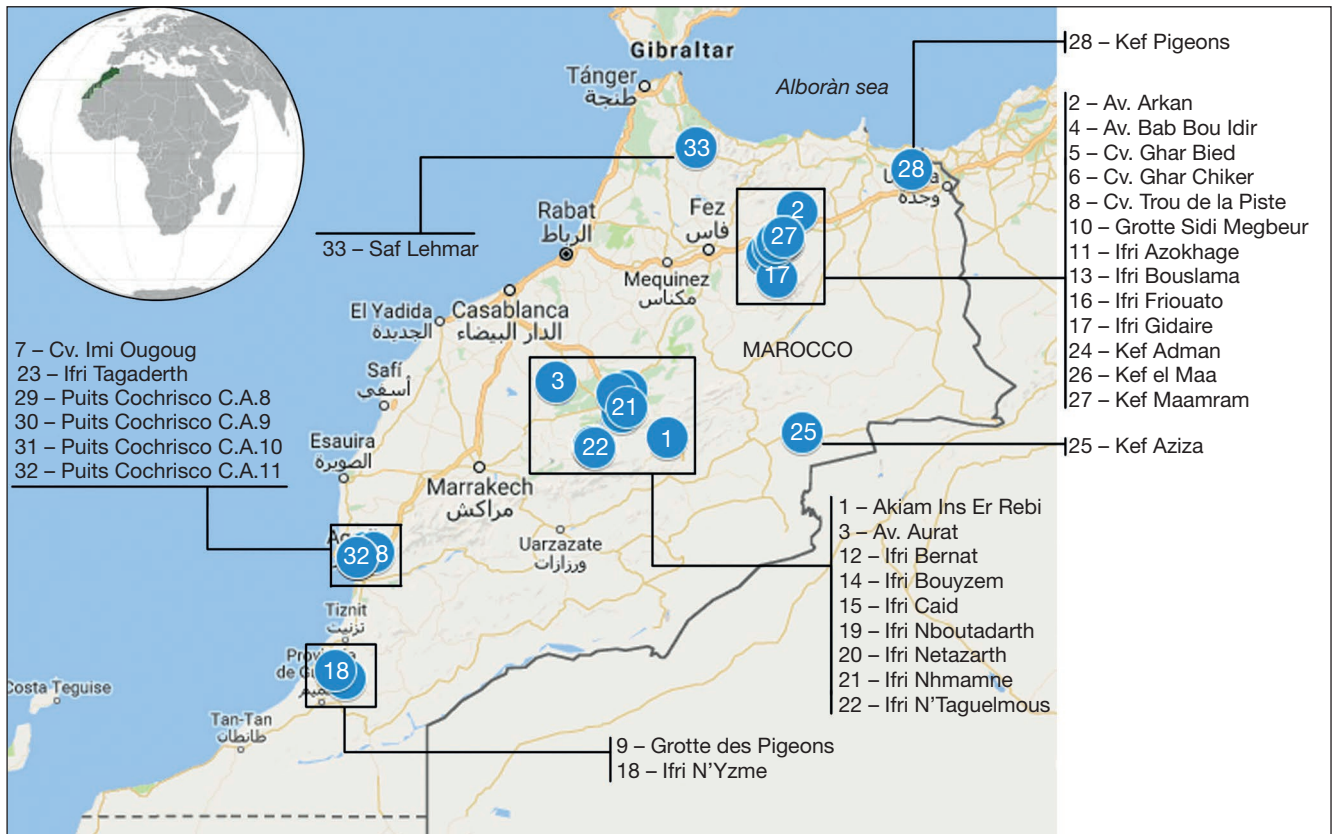 Gibraltar
Tánger
طنجة
Alboràn sea
28 – Kef Pigeons
33
28
وجدة
2 – Av. Arkan
4 – Av. Bab Bou Idir
5 – Cv. Ghar Bied
6 – Cv. Ghar Chiker
8 – Cv. Trou de la Piste
10 – Grotte Sidi Megbeur
11 – Ifri Azokhage
13 – Ifri Bouslama
16 – Ifri Friouato
17 – Ifri Gidaire
24 – Kef Adman
26 – Kef el Maa
27 – Kef Maamram
2
27
17
Rabat
الرباط
Fez
فاس
Mequinez
مكناس
33 – Saf Lehmar
El Yadida
الجديدة
Casablanca
الدار البيضاء
MAROCCO
7 – Cv. Imi Ougoug
23 – Ifri Tagaderth
29 – Puits Cochrisco C.A.8
30 – Puits Cochrisco C.A.9
31 – Puits Cochrisco C.A.10
32 – Puits Cochrisco C.A.11
Safí
أسفي
3
21
22
1
25
25 – Kef Aziza
Esauira
الصويرة
Marrakech
مراكش
Uarzazate
ورزازات
1 – Akiam Ins Er Rebi
3 – Av. Aurat
12 – Ifri Bernat
14 – Ifri Bouyzem
15 – Ifri Caid
19 – Ifri Nboutadarth
20 – Ifri Netazarth
21 – Ifri Nhmamne
22 – Ifri N'Taguelmous
32
8
Tiznit
تزنيت
18
Costa Teguise
Tan-Tan
طانطان
9 – Grotte des Pigeons
18 – Ifri N'Yzme